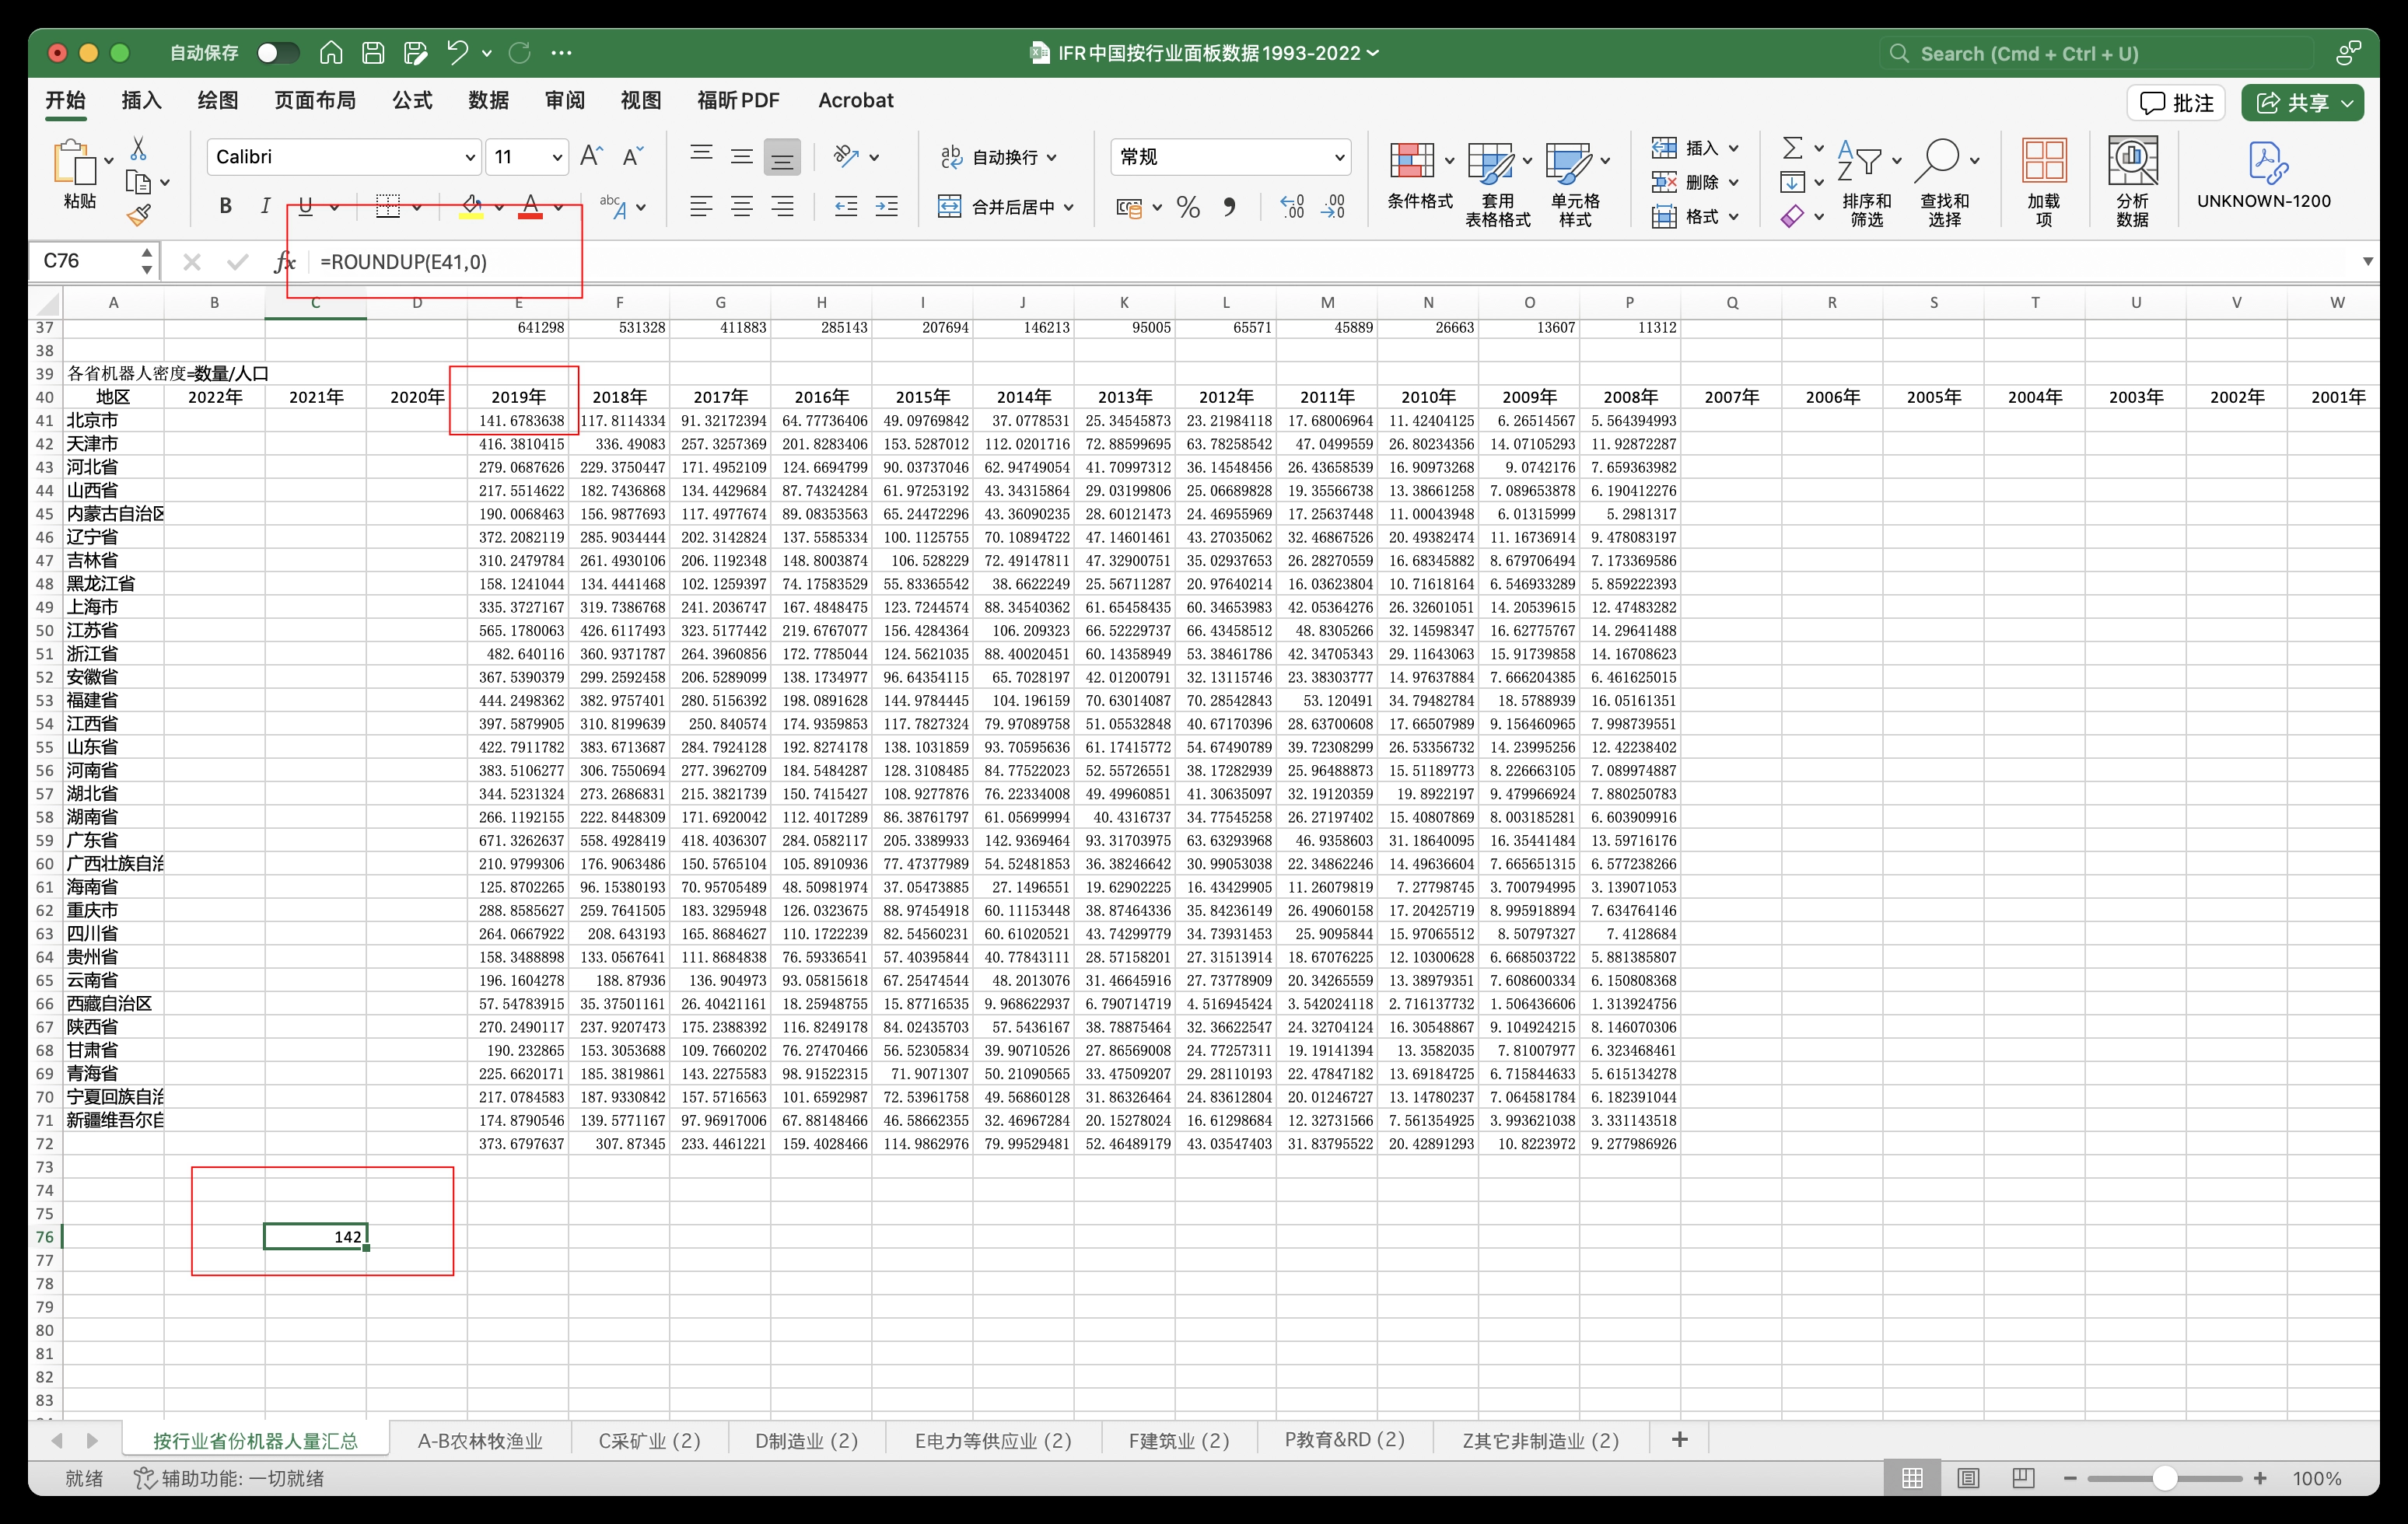 自动保存
IFR中国按行业面板数据1993-2022
Search (Cmd + Ctrl + U)
开始 插入 绘图 页面布局 公式 数据 审阅 视图 福昕PDF Acrobat 批注 共享
粘贴 Calibri 11 自动换行 常规 条件格式 套用 表格格式 单元格 样式 插入 删除 格式 排序和 筛选 查找和 选择 加载 项 分析 数据 UNKNOWN-1200
B I U A abc A 合并后居中 %
C76 fx =ROUNDUP(E41,0)
A B C D E F G H I J K L M N O P Q R S T U V W
37 641298 531328 411883 285143 207694 146213 95005 65571 45889 26663 13607 11312
38
39 各省机器人密度=数量/人口
40 地区 2022年 2021年 2020年 2019年 2018年 2017年 2016年 2015年 2014年 2013年 2012年 2011年 2010年 2009年 2008年 2007年 2006年 2005年 2004年 2003年 2002年 2001年
41 北京市 141.6783638 117.8114334 91.32172394 64.77736406 49.09769842 37.0778531 25.34545873 23.21984118 17.68006964 11.42404125 6.26514567 5.564394993
42 天津市 416.3810415 336.49083 257.3257369 201.8283406 153.5287012 112.0201716 72.88599695 63.78258542 47.0499559 26.80234356 14.07105293 11.92872287
43 河北省 279.0687626 229.3750447 171.4952109 124.6694799 90.03737046 62.94749054 41.70997312 36.14548456 26.43658539 16.90973268 9.0742176 7.659363982
44 山西省 217.5514622 182.7436868 134.4429684 87.74324284 61.97253192 43.34315864 29.03199806 25.06689828 19.35566738 13.38661258 7.089653878 6.190412276
45 内蒙古自治区 190.0068463 156.9877693 117.4977674 89.08353563 65.24472296 43.36090235 28.60121473 24.46955969 17.25637448 11.00043948 6.01315999 5.2981317
46 辽宁省 372.2082119 285.9034444 202.3142824 137.5585334 100.1125755 70.10894722 47.14601461 43.27035062 32.46867526 20.49382474 11.16736914 9.478083197
47 吉林省 310.2479784 261.4930106 206.1192348 148.8003874 106.528229 72.49147811 47.32900751 35.02937653 26.28270559 16.68345882 8.679706494 7.173369586
48 黑龙江省 158.1241044 134.4441468 102.1259397 74.17583529 55.83365542 38.6622249 25.56711287 20.97640214 16.03623804 10.71618164 6.546933289 5.859222393
49 上海市 335.3727167 319.7386768 241.2036747 167.4848475 123.7244574 88.34540362 61.65458435 60.34653983 42.05364276 26.32601051 14.20539615 12.47483282
50 江苏省 565.1780063 426.6117493 323.5177442 219.6767077 156.4284364 106.209323 66.52229737 66.43458512 48.8305266 32.14598347 16.62775767 14.29641488
51 浙江省 482.640116 360.9371787 264.3960856 172.7785044 124.5621035 88.40020451 60.14358949 53.38461786 42.34705343 29.11643063 15.91739858 14.16708623
52 安徽省 367.5390379 299.2592458 206.5289099 138.1734977 96.64354115 65.7028197 42.01200791 32.13115746 23.38303777 14.97637884 7.666204385 6.461625015
53 福建省 444.2498362 382.9757401 280.5156392 198.0891628 144.9784445 104.196159 70.63014087 70.28542843 53.120491 34.79482784 18.5788939 16.05161351
54 江西省 397.5879905 310.8199639 250.840574 174.9359853 117.7827324 79.97089758 51.05532848 40.67170396 28.63700608 17.66507989 9.156460965 7.998739551
55 山东省 422.7911782 383.6713687 284.7924128 192.8274178 138.1031859 93.70595636 61.17415772 54.67490789 39.72308299 26.53356732 14.23995256 12.42238402
56 河南省 383.5106277 306.7550694 277.3962709 184.5484287 128.3108485 84.77522023 52.55726551 38.17282939 25.96488873 15.51189773 8.226663105 7.089974887
57 湖北省 344.5231324 273.2686831 215.3821739 150.7415427 108.9277876 76.22334008 49.49960851 41.30635097 32.19120359 19.8922197 9.479966924 7.880250783
58 湖南省 266.1192155 222.8448309 171.6920042 112.4017289 86.38761797 61.05699994 40.4316737 34.77545258 26.27197402 15.40807869 8.003185281 6.603909916
59 广东省 671.3262637 558.4928419 418.4036307 284.0582117 205.3389933 142.9369464 93.31703975 63.63293968 46.9358603 31.18640095 16.35441484 13.59716176
60 广西壮族自治 210.9799306 176.9063486 150.5765104 105.8910936 77.47377989 54.52481853 36.38246642 30.99053038 22.34862246 14.49636604 7.665651315 6.577238266
61 海南省 125.8702265 96.15380193 70.95705489 48.50981974 37.05473885 27.1496551 19.62902225 16.43429905 11.26079819 7.27798745 3.700794995 3.139071053
62 重庆市 288.8585627 259.7641505 183.3295948 126.0323675 88.97454918 60.11153448 38.87464336 35.84236149 26.49060158 17.20425719 8.995918894 7.634764146
63 四川省 264.0667922 208.643193 165.8684627 110.1722239 82.54560231 60.61020521 43.74299779 34.73931453 25.9095844 15.97065512 8.50797327 7.4128684
64 贵州省 158.3488898 133.0567641 111.8684838 76.59336541 57.40395844 40.77843111 28.57158201 27.31513914 18.67076225 12.10300628 6.668503722 5.881385807
65 云南省 196.1604278 188.87936 136.904973 93.05815618 67.25474544 48.2013076 31.46645916 27.73778909 20.34265559 13.38979351 7.608600334 6.150808368
66 西藏自治区 57.54783915 35.37501161 26.40421161 18.25948755 15.87716535 9.968622937 6.790714719 4.516945424 3.542024118 2.716137732 1.506436606 1.313924756
67 陕西省 270.2490117 237.9207473 175.2388392 116.8249178 84.02435703 57.5436167 38.78875464 32.36622547 24.32704124 16.30548867 9.104924215 8.146070306
68 甘肃省 190.232865 153.3053688 109.7660202 76.27470466 56.52305834 39.90710526 27.86569008 24.77257311 19.19141394 13.3582035 7.81007977 6.323468461
69 青海省 225.6620171 185.3819861 143.2275583 98.91522315 71.9071307 50.21090565 33.47509207 29.28110193 22.47847182 13.69184725 6.715844633 5.615134278
70 宁夏回族自治 217.0784583 187.9330842 157.5716563 101.6592987 72.53961758 49.56860128 31.86326464 24.83612804 20.01246727 13.14780237 7.064581784 6.182391044
71 新疆维吾尔自 174.8790546 139.5771167 97.96917006 67.88148466 46.58662355 32.46967284 20.15278024 16.61298684 12.32731566 7.561354925 3.993621038 3.331143518
72 373.6797637 307.87345 233.4461221 159.4028466 114.9862976 79.99529481 52.46489179 43.03547403 31.83795522 20.42891293 10.8223972 9.277986926
73
74
75
76 142
77
78
79
80
81
82
83
按行业省份机器人量汇总 A-B农林牧渔业 C采矿业 (2) D制造业 (2) E电力等供应业 (2) F建筑业 (2) P教育&RD (2) Z其它非制造业 (2) +
就绪 辅助功能: 一切就绪 100%